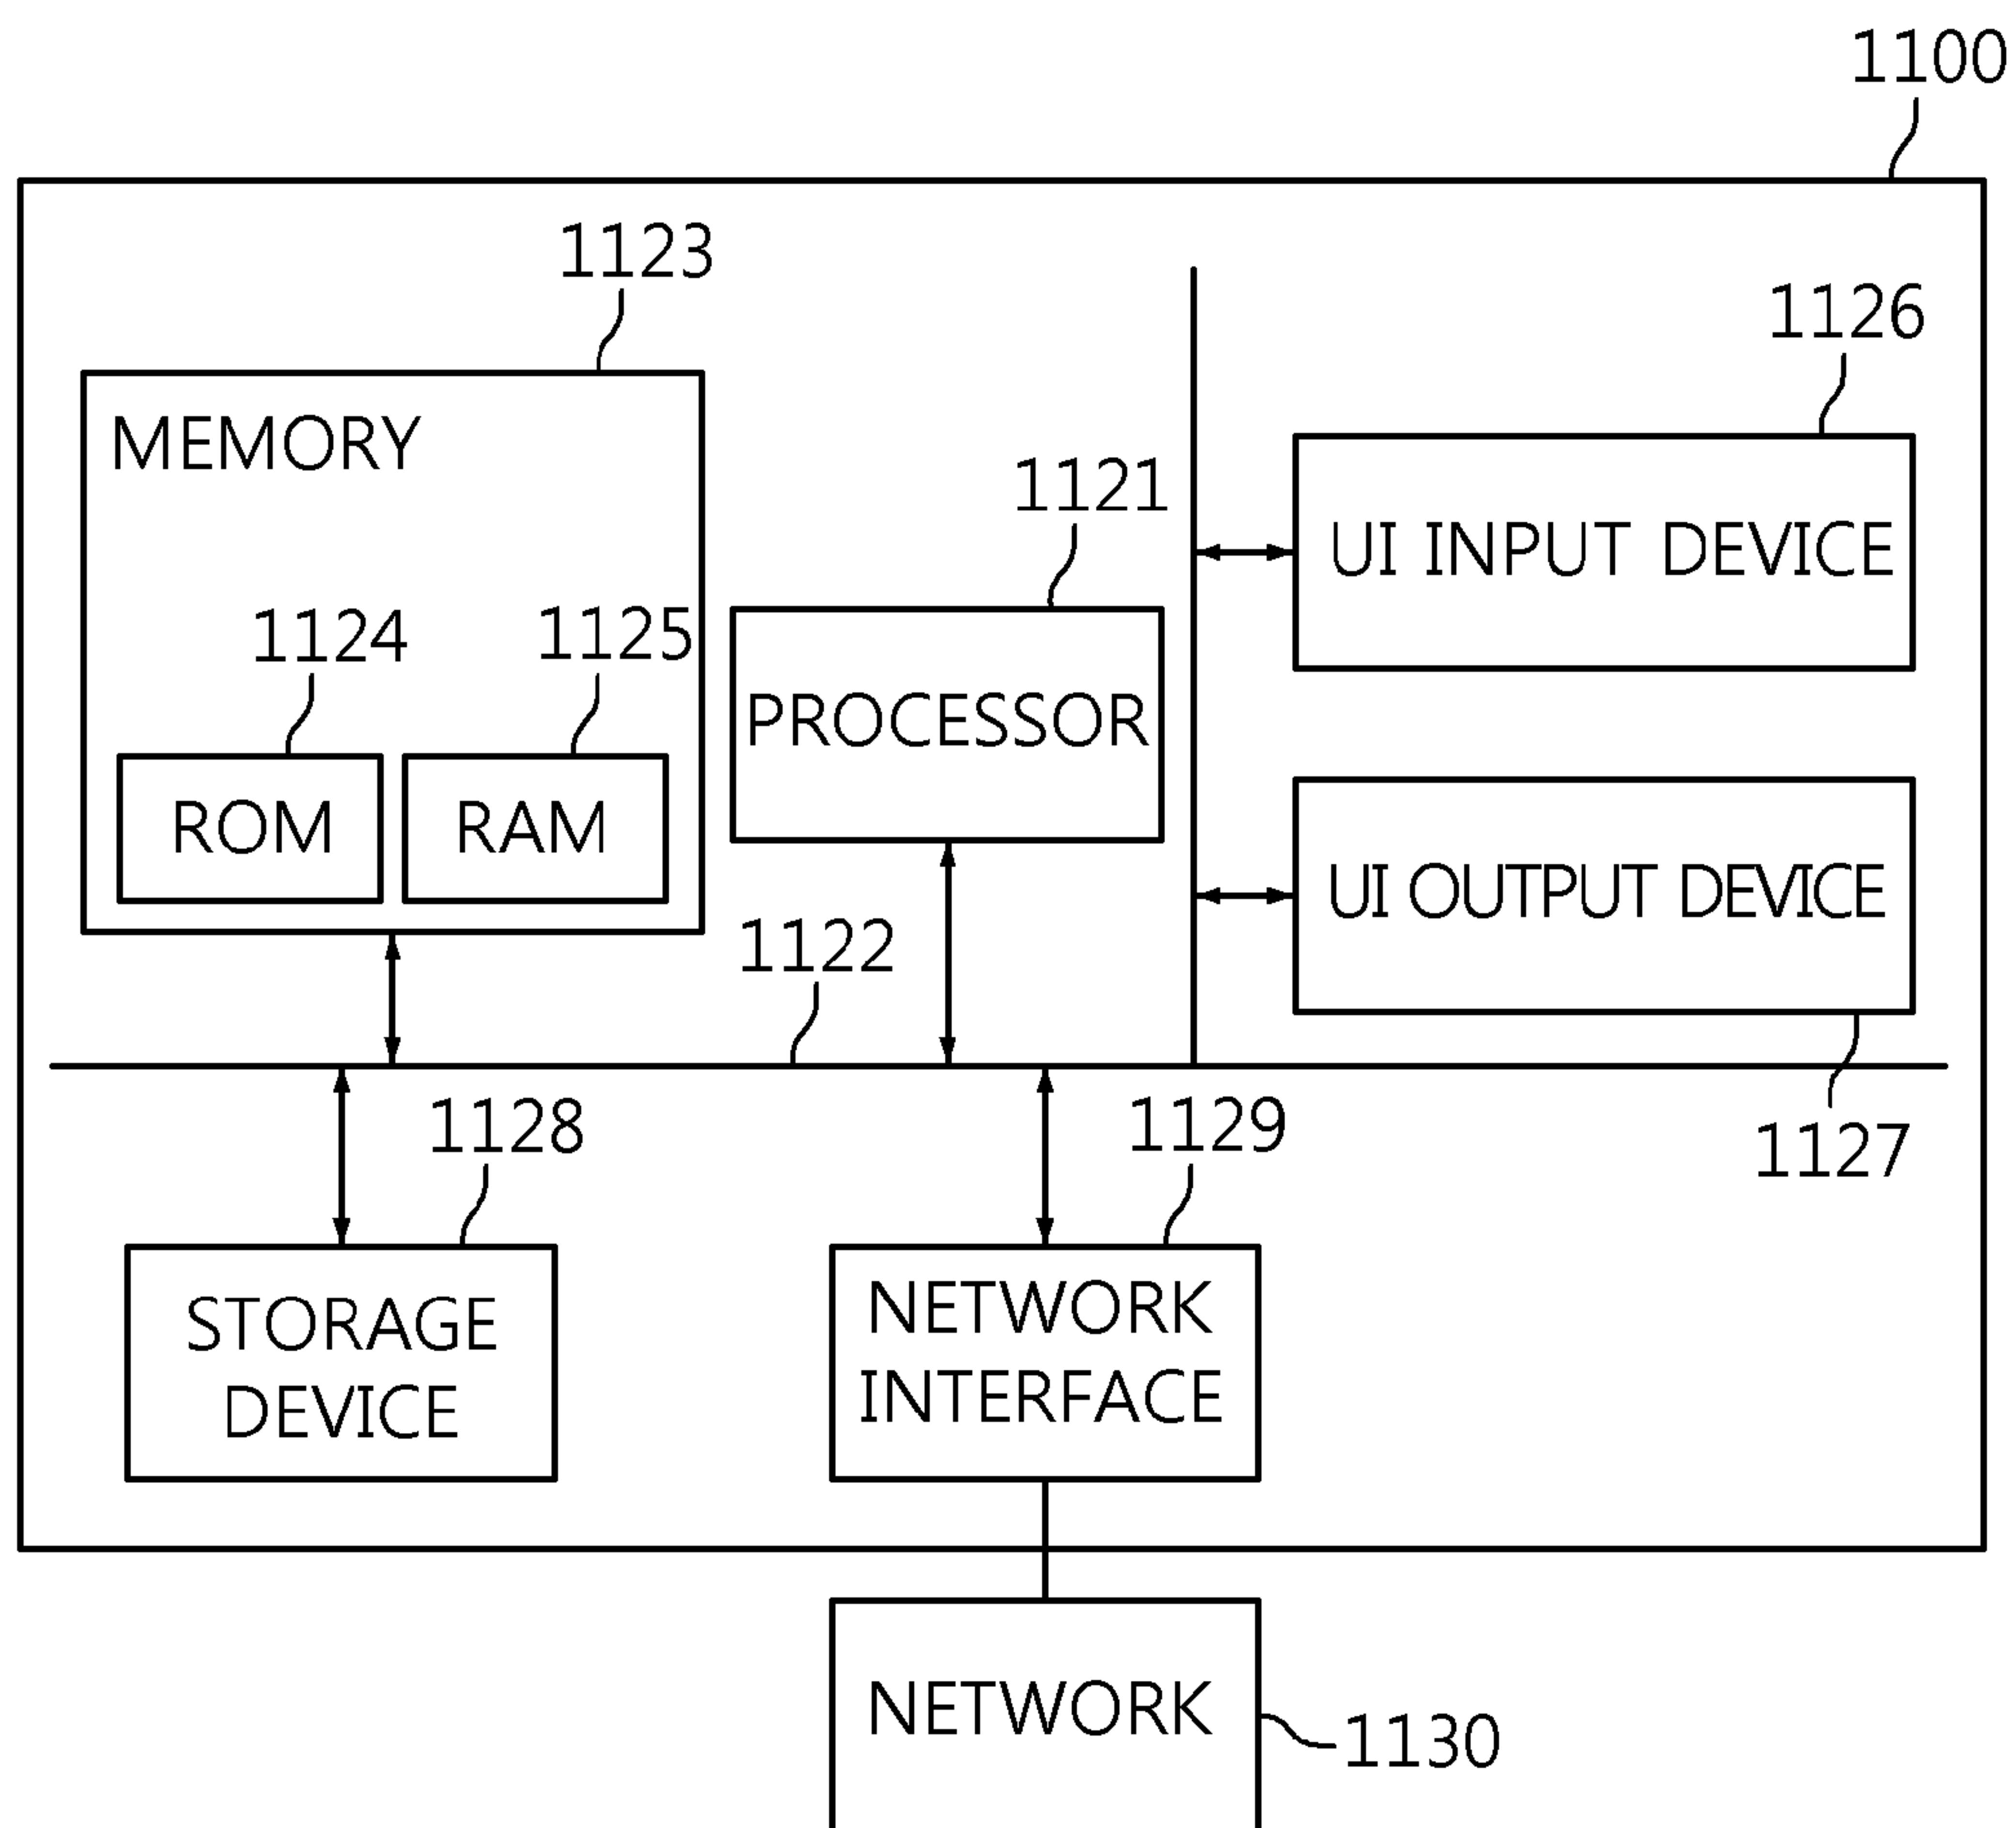 1100
1123
1126
MEMORY
1121
UI INPUT DEVICE
1124
1125
PROCESSOR
ROM
RAM
UI OUTPUT DEVICE
1122
1128
1129
1127
STORAGE
DEVICE
NETWORK
INTERFACE
NETWORK
1130